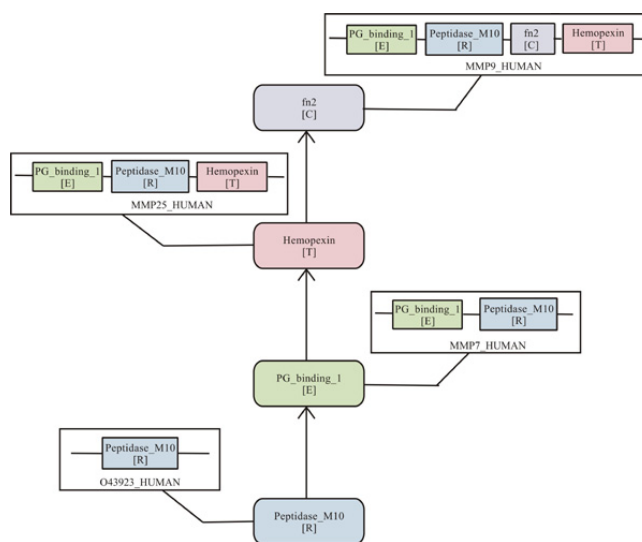 PG_binding_1 Peptidase_M10 fn2 Hemopexin
[E] [R] [C] [T]
MMP9_HUMAN
fn2
[C]
PG_binding_1 Peptidase_M10 Hemopexin
[E] [R] [T]
MMP25_HUMAN
Hemopexin
[T]
PG_binding_1 Peptidase_M10
[E] [R]
MMP7_HUMAN
PG_binding_1
[E]
Peptidase_M10
[R]
O43923_HUMAN
Peptidase_M10
[R]